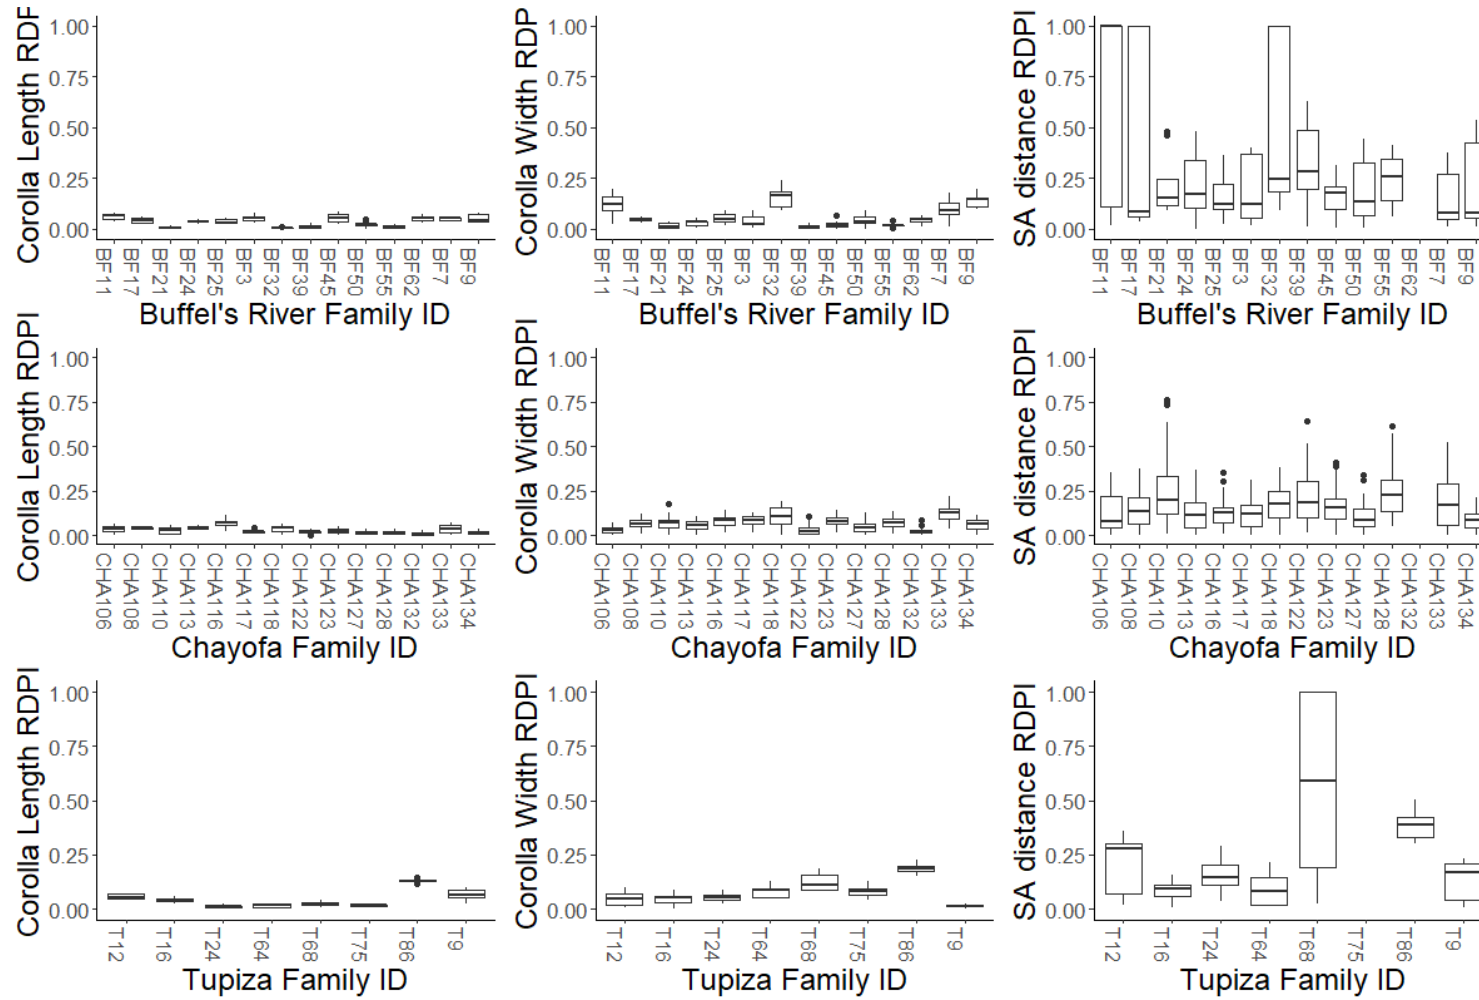 Corolla Length RDF
1.00
0.75
0.50
0.25
0.00
BF11 BF17 BF21 BF24 BF25 BF3 BF32 BF39 BF45 BF50 BF55 BF62 BF7 BF9
Buffel's River Family ID
Corolla Width RDP
1.00
0.75
0.50
0.25
0.00
BF11 BF17 BF21 BF24 BF25 BF3 BF32 BF39 BF45 BF50 BF55 BF62 BF7 BF9
Buffel's River Family ID
SA distance RDPI
1.00
0.75
0.50
0.25
0.00
BF11 BF17 BF21 BF24 BF25 BF3 BF32 BF39 BF45 BF50 BF55 BF62 BF7 BF9
Buffel's River Family ID
Corolla Length RDPI
1.00
0.75
0.50
0.25
0.00
CHA106 CHA108 CHA110 CHA113 CHA116 CHA117 CHA118 CHA122 CHA123 CHA127 CHA128 CHA132 CHA133 CHA134
Chayofa Family ID
Corolla Width RDPI
1.00
0.75
0.50
0.25
0.00
CHA106 CHA108 CHA110 CHA113 CHA116 CHA117 CHA118 CHA122 CHA123 CHA127 CHA128 CHA132 CHA133 CHA134
Chayofa Family ID
SA distance RDPI
1.00
0.75
0.50
0.25
0.00
CHA106 CHA108 CHA110 CHA113 CHA116 CHA117 CHA118 CHA122 CHA123 CHA127 CHA128 CHA132 CHA133 CHA134
Chayofa Family ID
Corolla Length RDPI
1.00
0.75
0.50
0.25
0.00
T12 T16 T24 T64 T68 T75 T86 T9
Tupiza Family ID
Corolla Width RDPI
1.00
0.75
0.50
0.25
0.00
T12 T16 T24 T64 T68 T75 T86 T9
Tupiza Family ID
SA distance RDPI
1.00
0.75
0.50
0.25
0.00
T12 T16 T24 T64 T68 T75 T86 T9
Tupiza Family ID